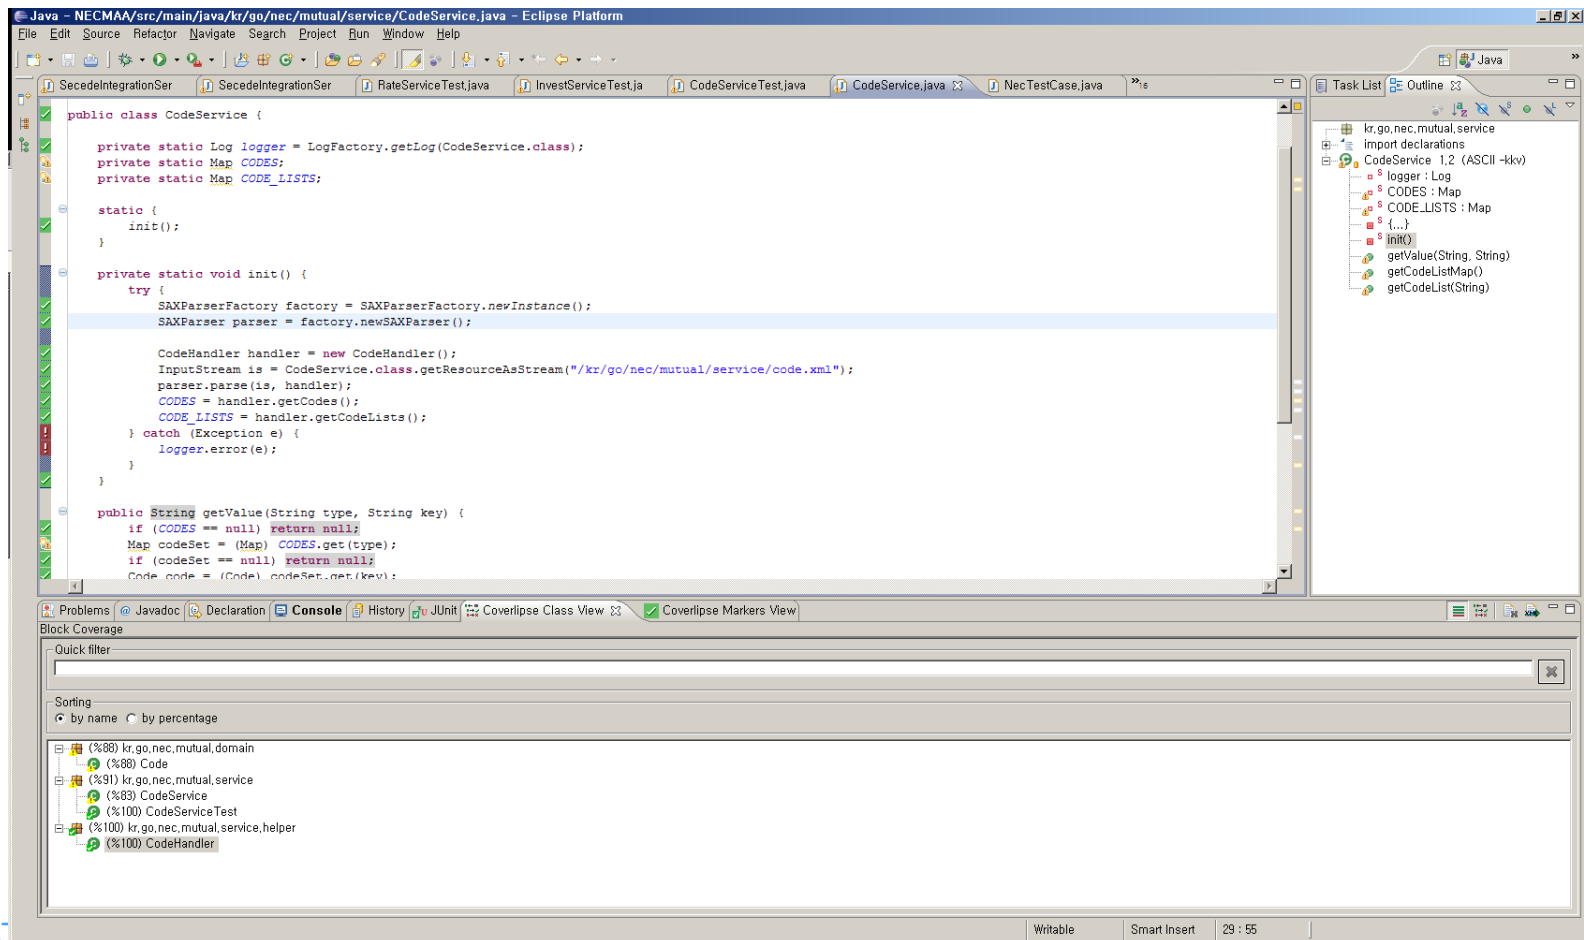 Java - NECMAA/src/main/java/kr/go/nec/mutual/service/CodeService.java - Eclipse Platform
File Edit Source Refactor Navigate Search Project Run Window Help
Java
SecedeIntegrationSer SecedeIntegrationSer RateServiceTest.java InvestServiceTest.ja CodeServiceTest.java CodeService.java NecTestCase.java »16
Task List Outline
public class CodeService {
private static Log logger = LogFactory.getLog(CodeService.class);
private static Map CODES;
private static Map CODE_LISTS;
static {
init();
}
private static void init() {
try {
SAXParserFactory factory = SAXParserFactory.newInstance();
SAXParser parser = factory.newSAXParser();
CodeHandler handler = new CodeHandler();
InputStream is = CodeService.class.getResourceAsStream("/kr/go/nec/mutual/service/code.xml");
parser.parse(is, handler);
CODES = handler.getCodes();
CODE_LISTS = handler.getCodeLists();
} catch (Exception e) {
logger.error(e);
}
}
public String getValue(String type, String key) {
if (CODES == null) return null;
Map codeSet = (Map) CODES.get(type);
if (codeSet == null) return null;
Code code = (Code) codeSet.get(key);
kr.go.nec.mutual.service
import declarations
CodeService 1.2 (ASCII -kkv)
logger : Log
CODES : Map
CODE_LISTS : Map
{...}
init()
getValue(String, String)
getCodeListMap()
getCodeList(String)
Problems Javadoc Declaration Console History JUnit Coverlipse Class View Coverlipse Markers View
Block Coverage
Quick filter
Sorting
by name by percentage
(%88) kr.go.nec.mutual.domain
(%88) Code
(%91) kr.go.nec.mutual.service
(%83) CodeService
(%100) CodeServiceTest
(%100) kr.go.nec.mutual.service.helper
(%100) CodeHandler
Writable Smart Insert 29 : 55